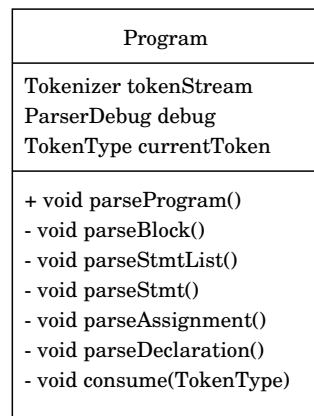 Program
Tokenizer tokenStream
ParserDebug debug
TokenType currentToken
+ void parseProgram()
- void parseBlock()
- void parseStmtList()
- void parseStmt()
- void parseAssignment()
- void parseDeclaration()
- void consume(TokenType)